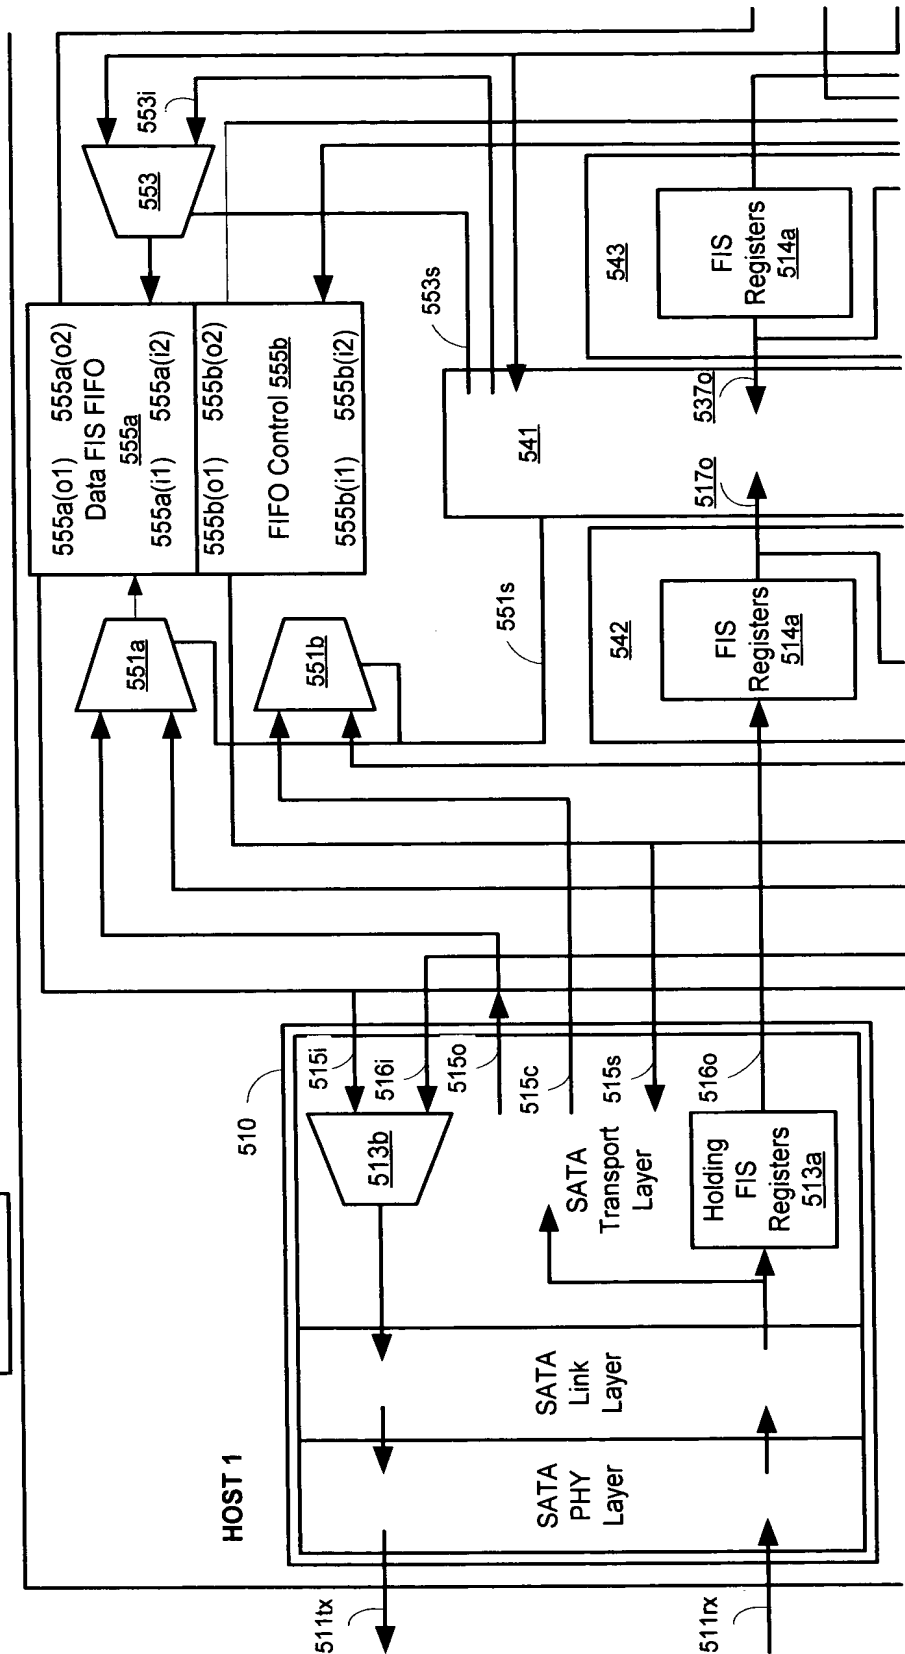 HOST 1
510
511tx
511rx
SATA
PHY
Layer
SATA
Link
Layer
SATA
Transport
Layer
513b
Holding
FIS
Registers
513a
515i
516i
515o
515c
515s
516o
551a
551b
551s
555a(o1)
555a(o2)
Data FIS FIFO
555a
555a(i1)
555a(i2)
555b(o1)
555b(o2)
FIFO Control 555b
555b(i1)
555b(i2)
553
553i
553s
541
517o
537o
542
FIS
Registers
514a
543
FIS
Registers
514a